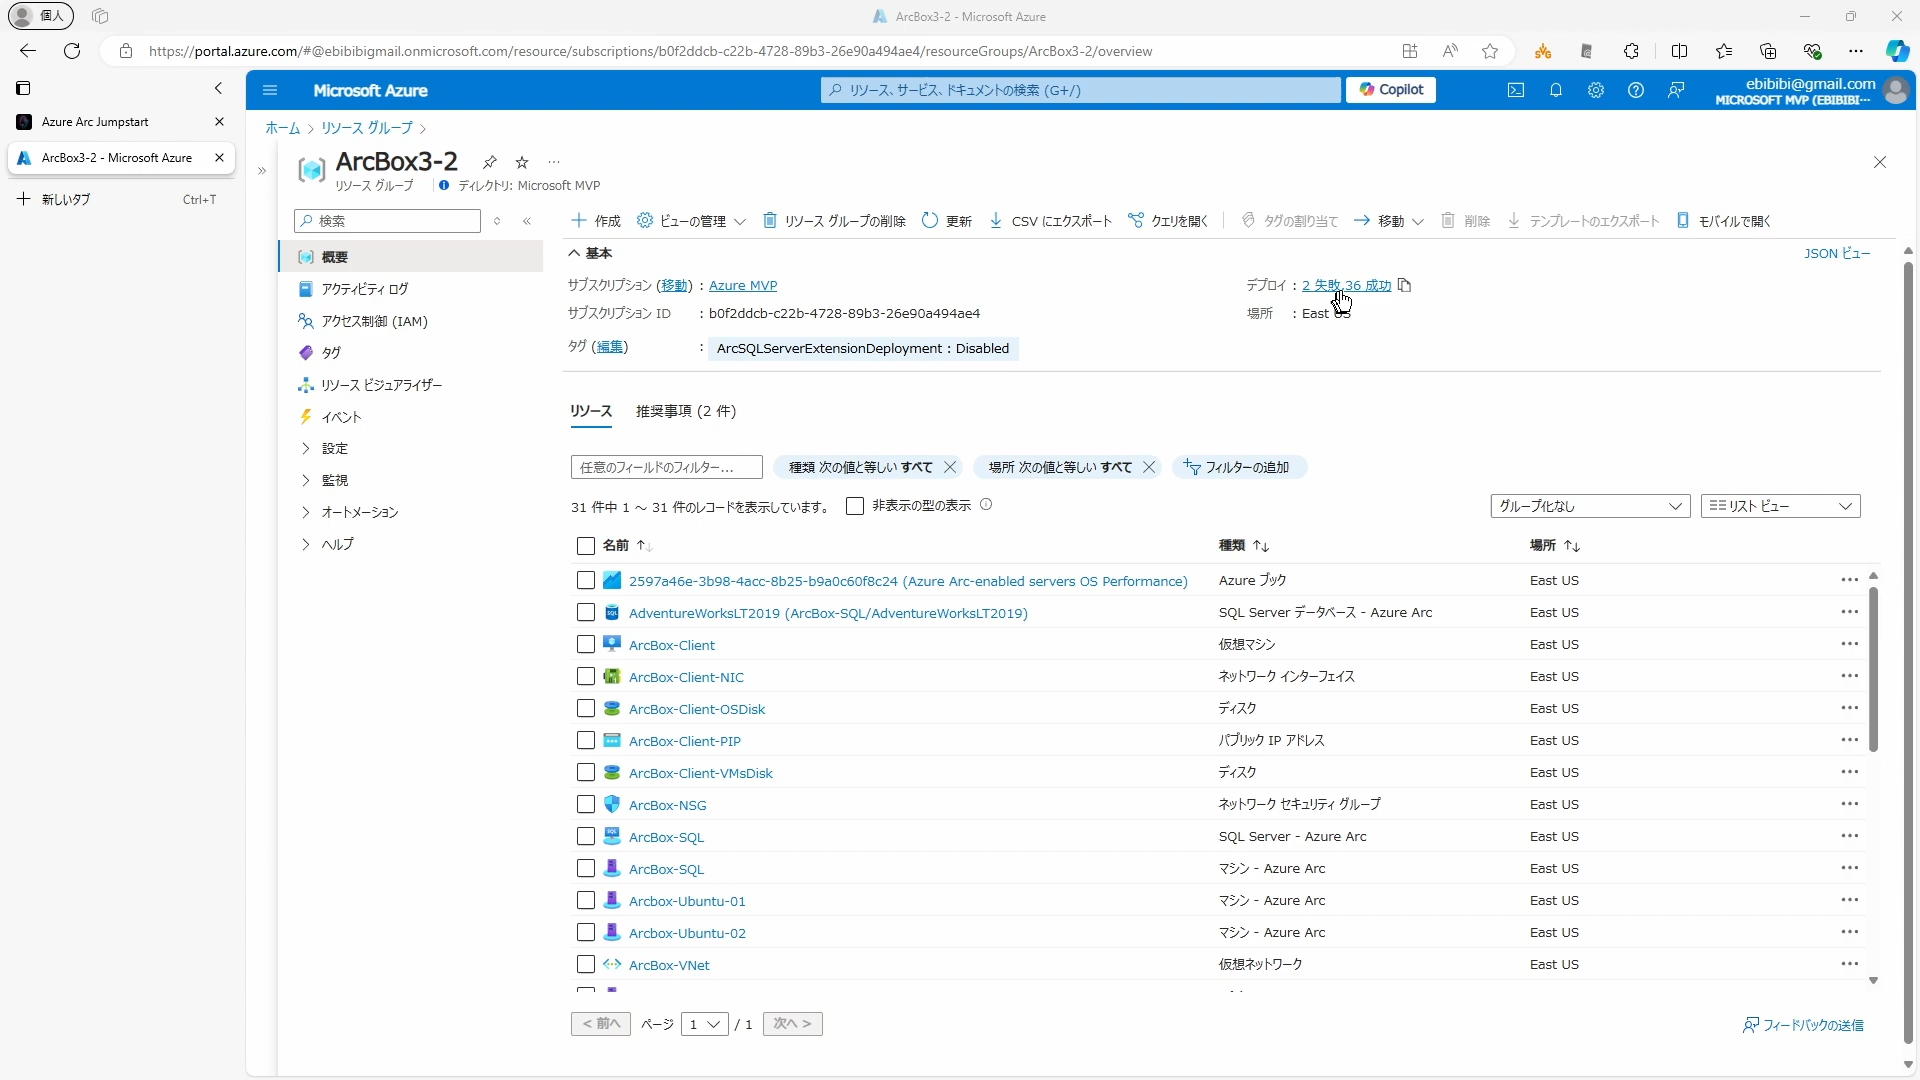 個人
ArcBox3-2 - Microsoft Azure
https://portal.azure.com/#@ebibibigmail.onmicrosoft.com/resource/subscriptions/b0f2ddcb-c22b-4728-89b3-26e90a494ae4/resourceGroups/ArcBox3-2/overview
Azure Arc Jumpstart
ArcBox3-2 - Microsoft Azure
新しいタブ Ctrl+T
Microsoft Azure
リソース、サービス、ドキュメントの検索 (G+/)
Copilot
ebibibi@gmail.com
MICROSOFT MVP (EBIBIBI-...
ホーム > リソース グループ >
ArcBox3-2
リソース グループ ディレクトリ: Microsoft MVP
検索
概要
アクティビティ ログ
アクセス制御 (IAM)
タグ
リソース ビジュアライザー
イベント
設定
監視
オートメーション
ヘルプ
作成 ビューの管理 リソース グループの削除 更新 CSV にエクスポート クエリを開く タグの割り当て 移動 削除 テンプレートのエクスポート モバイルで開く
基本 JSON ビュー
サブスクリプション (移動) : Azure MVP
デプロイ : 2 失敗,36 成功
サブスクリプション ID : b0f2ddcb-c22b-4728-89b3-26e90a494ae4
場所 : East US
タグ (編集) : ArcSQLServerExtensionDeployment : Disabled
リソース 推奨事項 (2 件)
任意のフィールドのフィルター... 種類 次の値と等しい すべて 場所 次の値と等しい すべて フィルターの追加
31 件中 1 ～ 31 件のレコードを表示しています。 非表示の型の表示 グループ化なし リスト ビュー
名前 ↑↓ 種類 ↑↓ 場所 ↑↓
2597a46e-3b98-4acc-8b25-b9a0c60f8c24 (Azure Arc-enabled servers OS Performance) Azure ブック East US
AdventureWorksLT2019 (ArcBox-SQL/AdventureWorksLT2019) SQL Server データベース - Azure Arc East US
ArcBox-Client 仮想マシン East US
ArcBox-Client-NIC ネットワーク インターフェイス East US
ArcBox-Client-OSDisk ディスク East US
ArcBox-Client-PIP パブリック IP アドレス East US
ArcBox-Client-VMsDisk ディスク East US
ArcBox-NSG ネットワーク セキュリティ グループ East US
ArcBox-SQL SQL Server - Azure Arc East US
ArcBox-SQL マシン - Azure Arc East US
Arcbox-Ubuntu-01 マシン - Azure Arc East US
Arcbox-Ubuntu-02 マシン - Azure Arc East US
ArcBox-VNet 仮想ネットワーク East US
< 前へ ページ 1 / 1 次へ >
フィードバックの送信